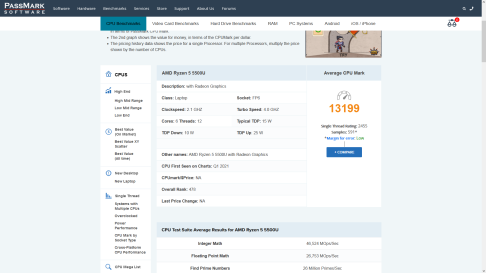 PASSMARK
SOFTWARE
Software Hardware Benchmarks Services Store Support About Us Forums
CPU Benchmarks Video Card Benchmarks Hard Drive Benchmarks RAM PC Systems Android iOS / iPhone
The 2nd graph shows the value for money, in terms of the CPUMark per dollar
The pricing history data shows the price for a single Processor. For multiple Processors, multiply the price
shown by the number of CPUs.
CPUS
High End
High Mid Range
Low Mid Range
Low End
Best Value
(On Market)
Best Value XY
Scatter
Best Value
(All time)
New Desktop
New Laptop
Single Thread
Systems with
Multiple CPUs
Overclocked
Power
Performance
CPU Mark by
Socket Type
Cross-Platform
CPU Performance
CPU Mega List
AMD Ryzen 5 5500U
Description: with Radeon Graphics
Class: Laptop Socket: FP6
Clockspeed: 2.1 GHz Turbo Speed: 4.0 GHz
Cores: 6 Threads: 12 Typical TDP: 15 W
TDP Down: 10 W TDP Up: 25 W
Other names: AMD Ryzen 5 5500U with Radeon Graphics
CPU First Seen on Charts: Q1 2021
CPUmark/$Price: NA
Overall Rank: 476
Last Price Change: NA
Average CPU Mark
13199
Single Thread Rating: 2455
Samples: 591*
*Margin for error: Low
+ COMPARE
CPU Test Suite Average Results for AMD Ryzen 5 5500U
Integer Math 46,524 MOps/Sec
Floating Point Math 25,753 MOps/Sec
Find Prime Numbers Million Primes/Sec